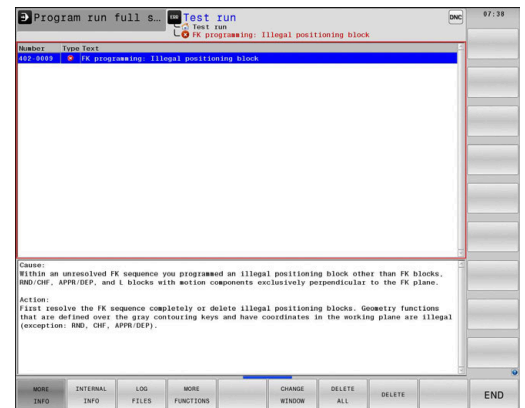 Program run full s...
Test run
DNC
07:38
Test run
FK programming: Illegal positioning block
Number Type Text
402-0009 FK programming: Illegal positioning block
Cause:
Within an unresolved FK sequence you programmed an illegal positioning block other than FK blocks,
RND/CHF, APPR/DEP, and L blocks with motion components exclusively perpendicular to the FK plane.
Action:
First resolve the FK sequence completely or delete illegal positioning blocks. Geometry functions
that are defined over the gray contouring keys and have coordinates in the working plane are illegal
(exception: RND, CHF, APPR/DEP).
MORE INTERNAL LOG MORE CHANGE DELETE DELETE END
INFO INFO FILES FUNCTIONS WINDOW ALL